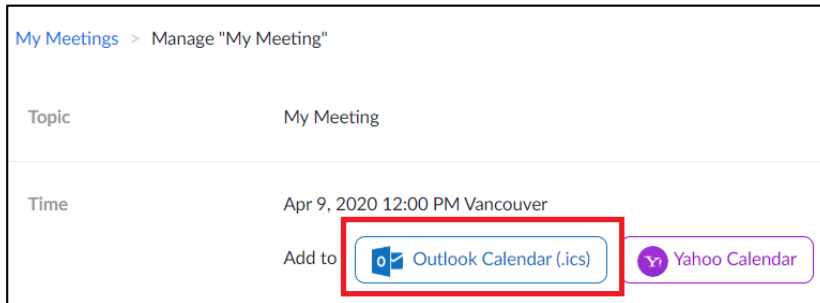 My Meetings > Manage "My Meeting"
Topic My Meeting
Time Apr 9, 2020 12:00 PM Vancouver
Add to Outlook Calendar (.ics) Yahoo Calendar